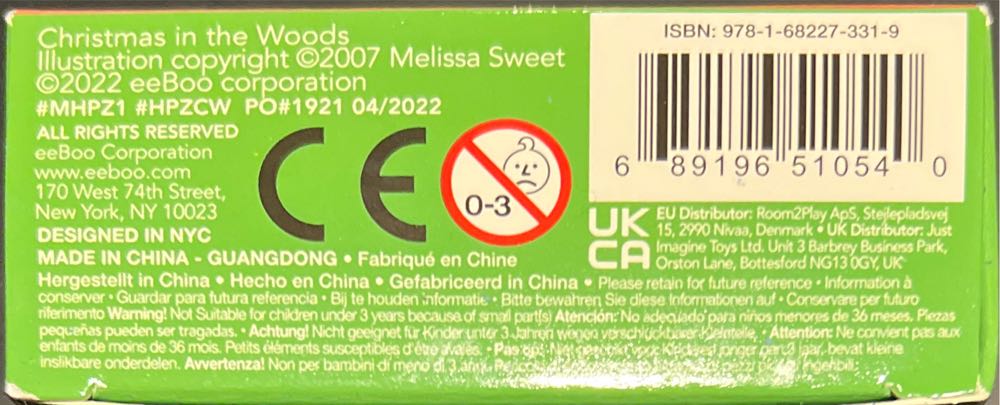 Christmas in the Woods
Illustration copyright ©2007 Melissa Sweet
©2022 eeBoo corporation
#MHPZ1 #HPZCW PO#1921 04/2022
ALL RIGHTS RESERVED
eeBoo Corporation
www.eeboo.com
170 West 74th Street,
New York, NY 10023
DESIGNED IN NYC
MADE IN CHINA - GUANGDONG • Fabriqué en Chine
Hergestellt in China • Hecho en China • Gefabriceerd in China • Please retain for future reference • Information à
conserver • Guardar para futura referencia • Bij te houden informatie • Bitte bewahren Sie diese Informationen auf • Conservare per futuro
riferimento Warning! Not Suitable for children under 3 years because of small part(s) Atención: No adecuado para niños menores de 36 meses. Piezas
pequeñas pueden ser tragadas. • Achtung! Nicht geeignet für Kinder unter 3 Jahren wegen verschluckbarer Kleinteile. • Attention: Ne convient pas aux
enfants de moins de 36 mois. Petits éléments susceptibles d'être avalés. • Pas op! Niet geschikt voor jonger jaar, bevat kleine
inslikbare onderdelen. Avvertenza! Non per bambini di meno di 3 anni.
CE
0-3
ISBN: 978-1-68227-331-9
6 89196 51054 0
UK
CA
EU Distributor: Room2Play ApS, Stejlepladsvej
15, 2990 Nivaa, Denmark • UK Distributor: Just
Imagine Toys Ltd. Unit 3 Barbrey Business Park,
Orston Lane, Bottesford NG13 0GY, UK